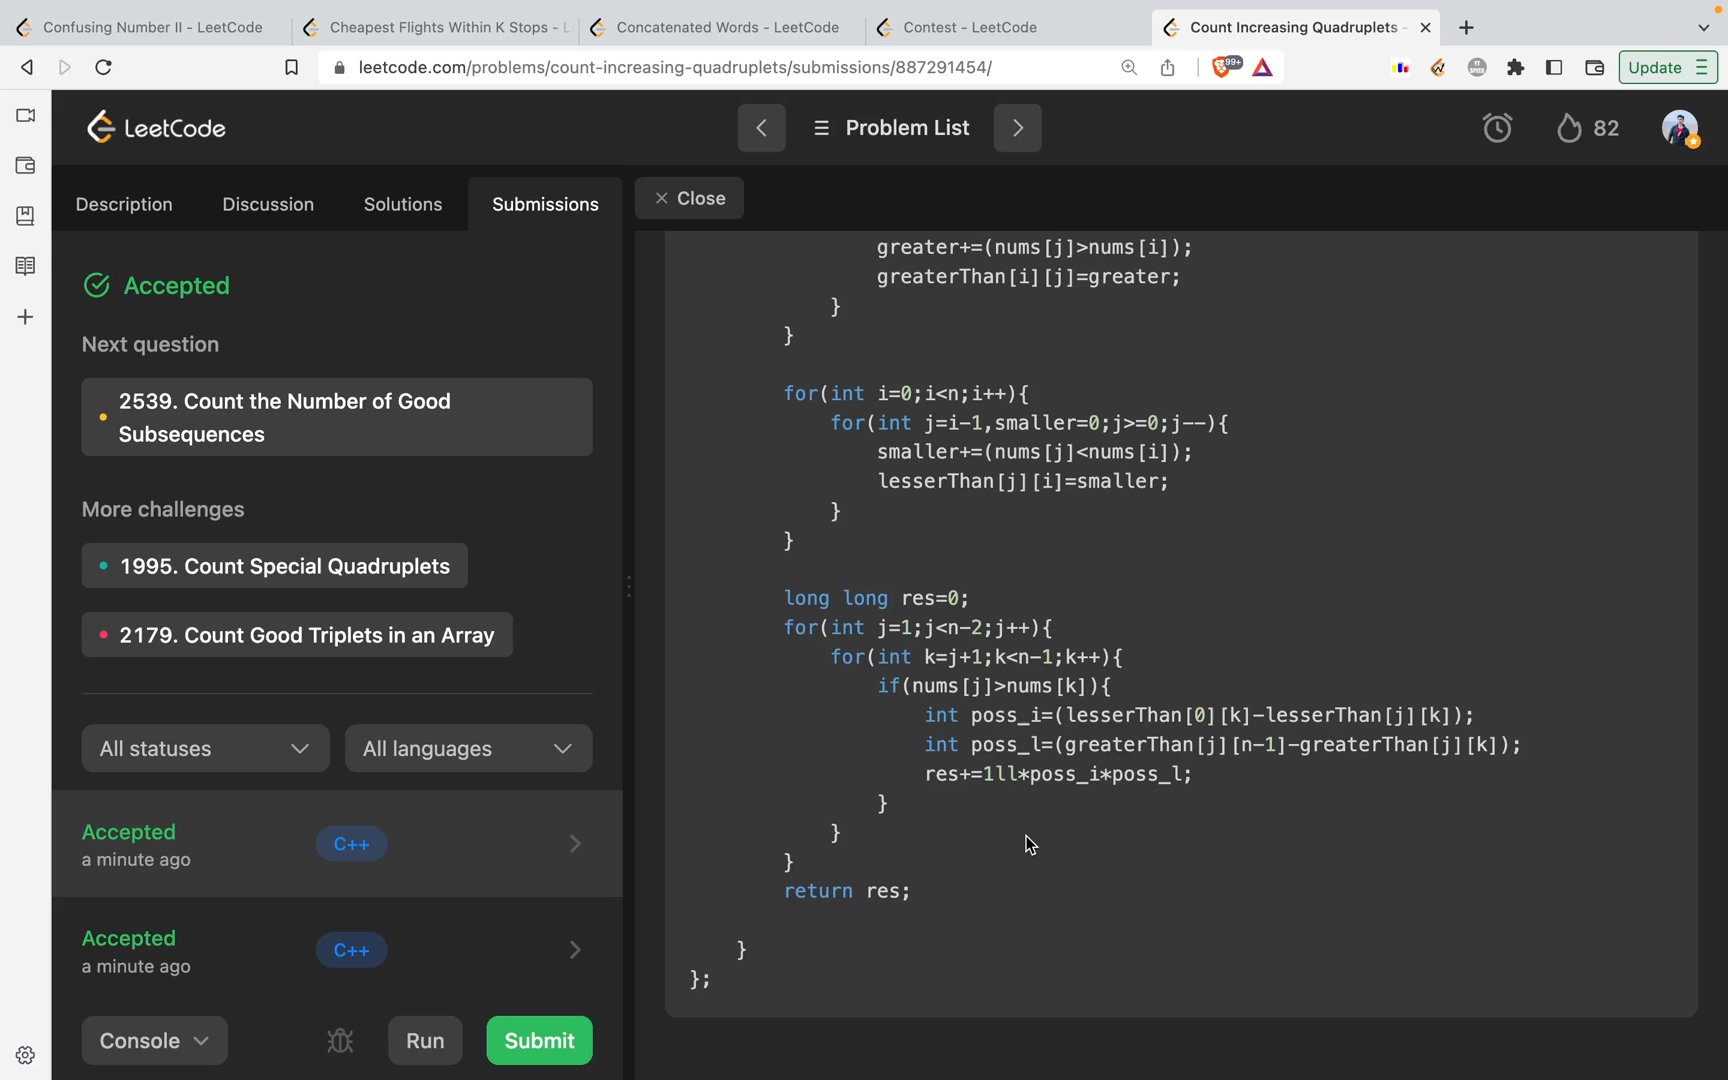 Confusing Number II - LeetCode
Cheapest Flights Within K Stops - L
Concatenated Words - LeetCode
Contest - LeetCode
Count Increasing Quadruplets -
leetcode.com/problems/count-increasing-quadruplets/submissions/887291454/
99+
Update
LeetCode
Problem List
82
Description
Discussion
Solutions
Submissions
Close
Accepted
Next question
2539. Count the Number of Good
Subsequences
More challenges
1995. Count Special Quadruplets
2179. Count Good Triplets in an Array
All statuses
All languages
Accepted
a minute ago
C++
Accepted
a minute ago
C++
Console
Run
Submit
greater+=(nums[j]>nums[i]);
greaterThan[i][j]=greater;
}
}
for(int i=0;i<n;i++){
for(int j=i-1,smaller=0;j>=0;j--){
smaller+=(nums[j]<nums[i]);
lesserThan[j][i]=smaller;
}
}
long long res=0;
for(int j=1;j<n-2;j++){
for(int k=j+1;k<n-1;k++){
if(nums[j]>nums[k]){
int poss_i=(lesserThan[0][k]-lesserThan[j][k]);
int poss_l=(greaterThan[j][n-1]-greaterThan[j][k]);
res+=1ll*poss_i*poss_l;
}
}
}
return res;
}
};